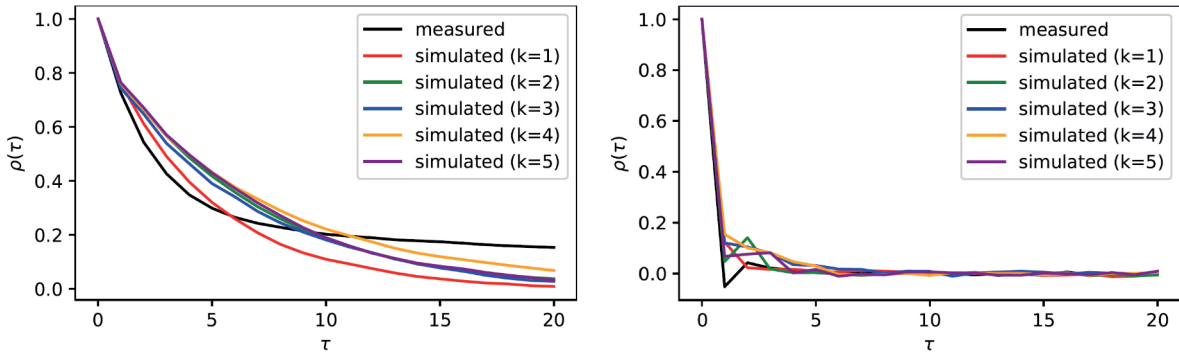 1.0
0.8
0.6
0.4
0.2
0.0
ρ(τ)
0
5
10
15
20
τ
measured
simulated (k=1)
simulated (k=2)
simulated (k=3)
simulated (k=4)
simulated (k=5)
1.0
0.8
0.6
0.4
0.2
0.0
ρ(τ)
0
5
10
15
20
τ
measured
simulated (k=1)
simulated (k=2)
simulated (k=3)
simulated (k=4)
simulated (k=5)